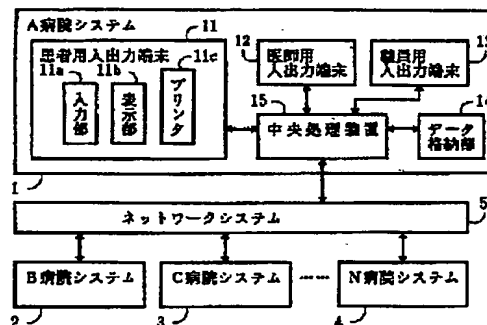 A病院システム
11
患者用入出力端末
11a
11b
11c
入力部
表示部
プリンタ
12
医師用
入出力端末
職員用
入出力端末
15
中央処理装置
データ
格納部
1
ネットワークシステム
5
B病院システム
C病院システム
……
N病院システム
2
3
4